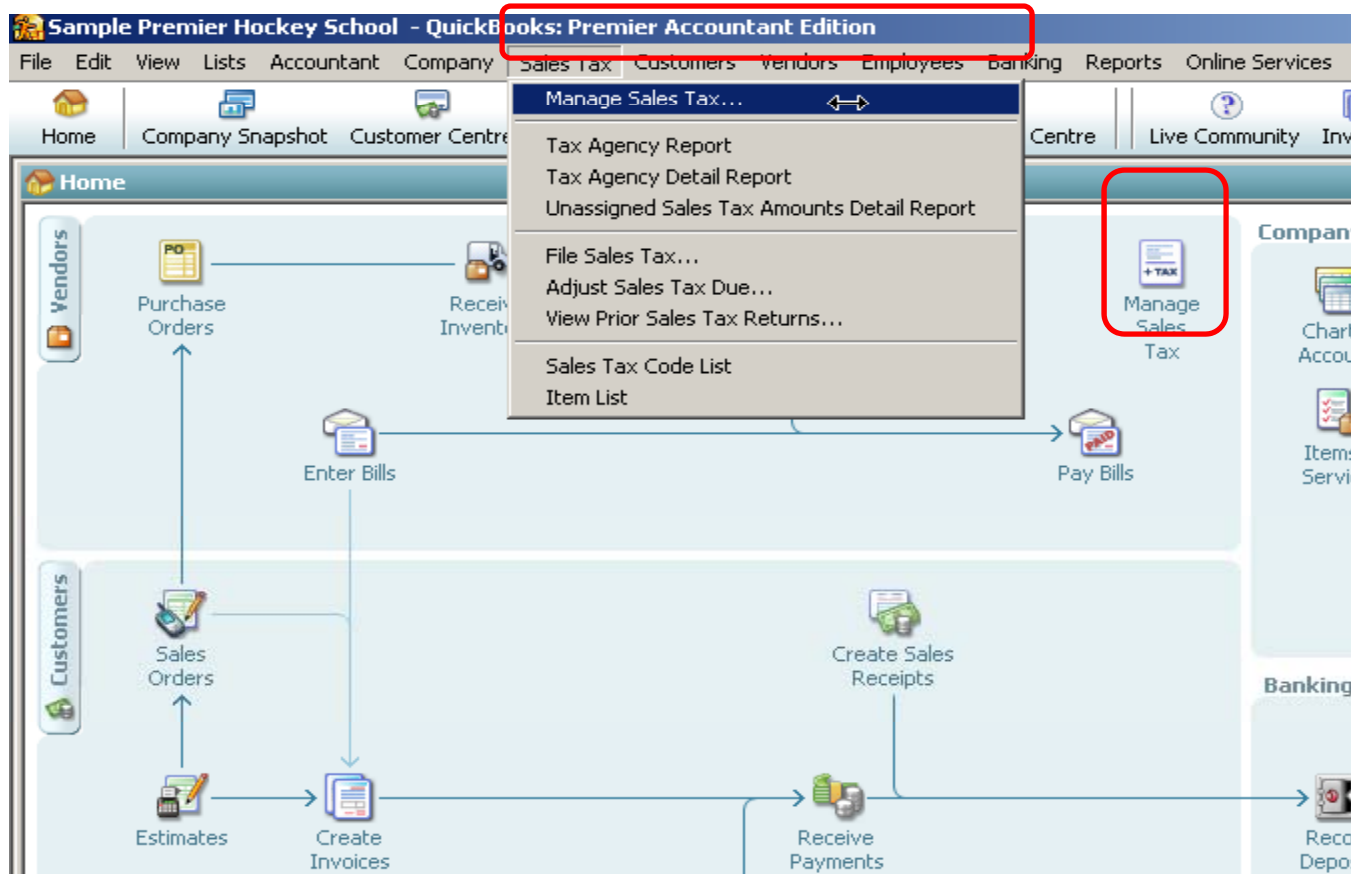 Sample Premier Hockey School - QuickBooks: Premier Accountant Edition
File Edit View Lists Accountant Company Sales Tax Customers Vendors Employees Banking Reports Online Services
Home Company Snapshot Customer Centre Centre Live Community
Manage Sales Tax...
Tax Agency Report
Tax Agency Detail Report
Unassigned Sales Tax Amounts Detail Report
File Sales Tax...
Adjust Sales Tax Due...
View Prior Sales Tax Returns...
Sales Tax Code List
Item List
Home
Vendors
PO
Purchase
Orders
+ TAX
Manage
Sales
Tax
Enter Bills
PAID
Pay Bills
Customers
Sales
Orders
Create Sales
Receipts
Estimates
Create
Invoices
Receive
Payments
Chart
Banking